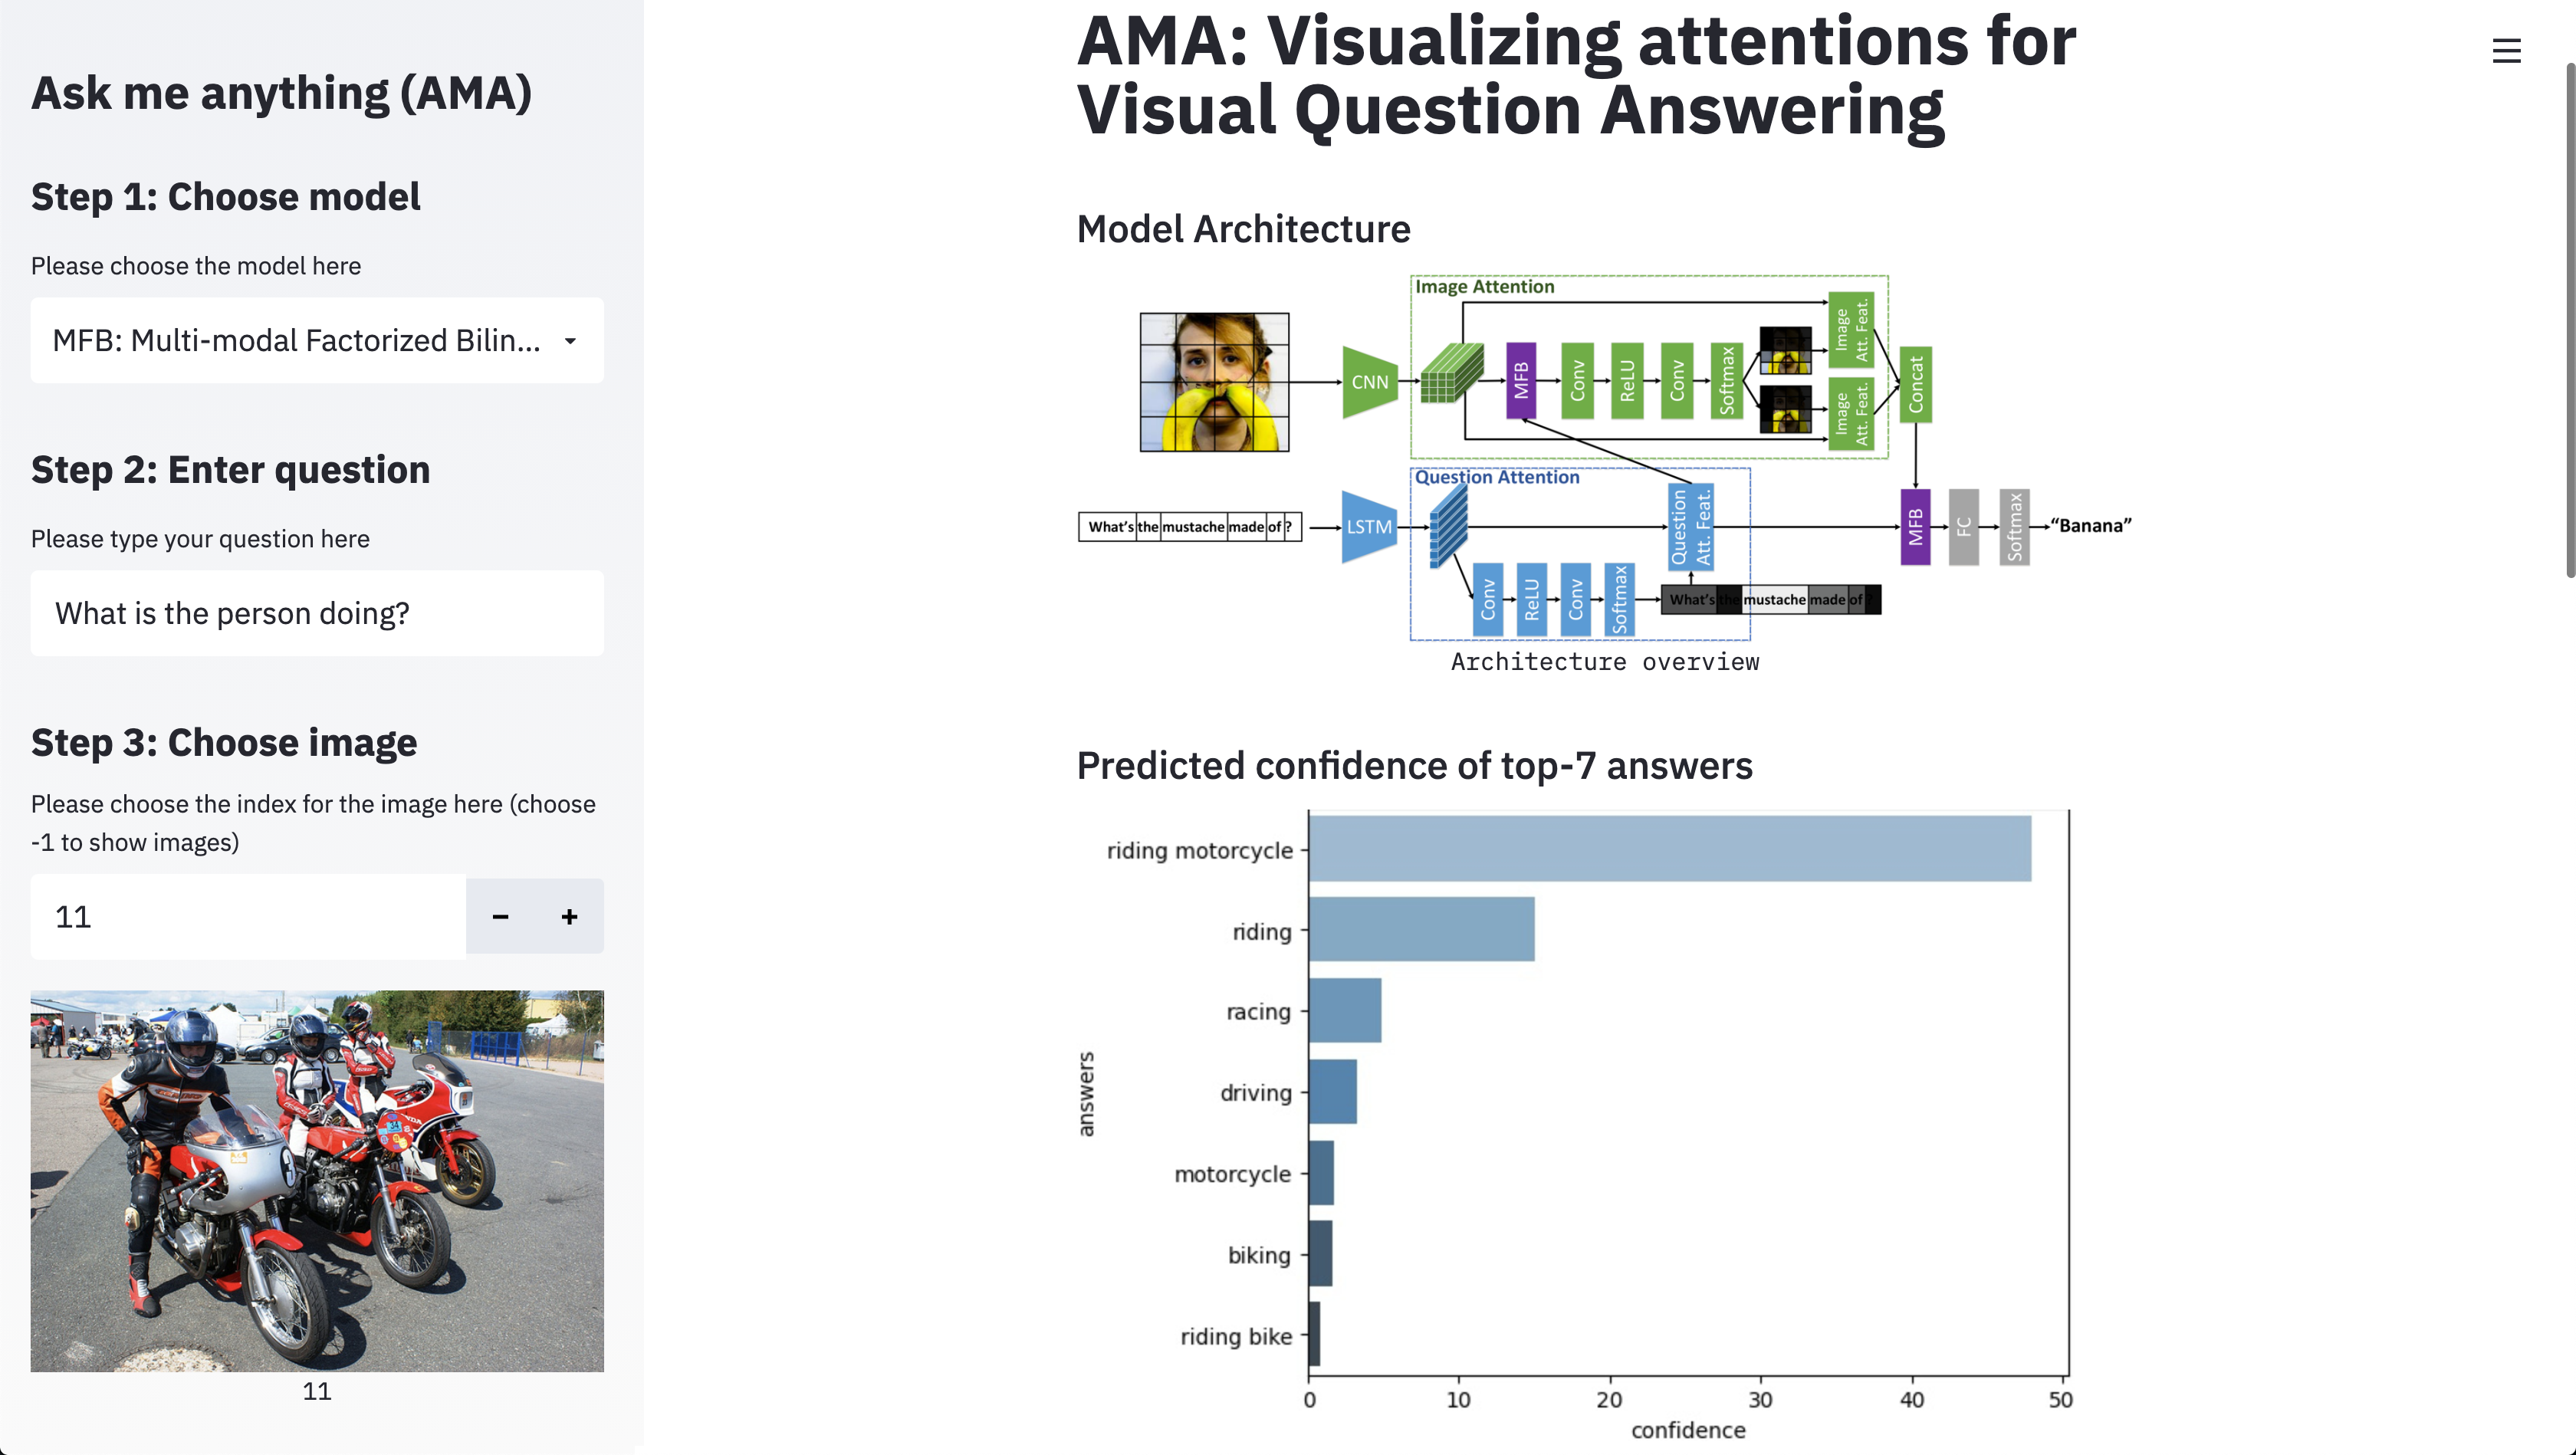 Ask me anything (AMA)
Step 1: Choose model
Please choose the model here
MFB: Multi-modal Factorized Bilin...
Step 2: Enter question
Please type your question here
What is the person doing?
Step 3: Choose image
Please choose the index for the image here (choose
-1 to show images)
11
− +
34
3
11
AMA: Visualizing attentions for
Visual Question Answering
Model Architecture
Image Attention
CNN
MFB
Conv
ReLU
Conv
Softmax
Image
Att. Feat.
Image
Att. Feat.
Concat
Question Attention
What's the mustache made of ?
LSTM
Question
Att. Feat.
Conv
ReLU
Conv
Softmax
What's the mustache made of ?
MFB
FC
Softmax
“Banana”
Architecture overview
Predicted confidence of top-7 answers
riding motorcycle
riding
racing
driving
motorcycle
biking
riding bike
answers
0 10 20 30 40 50
confidence